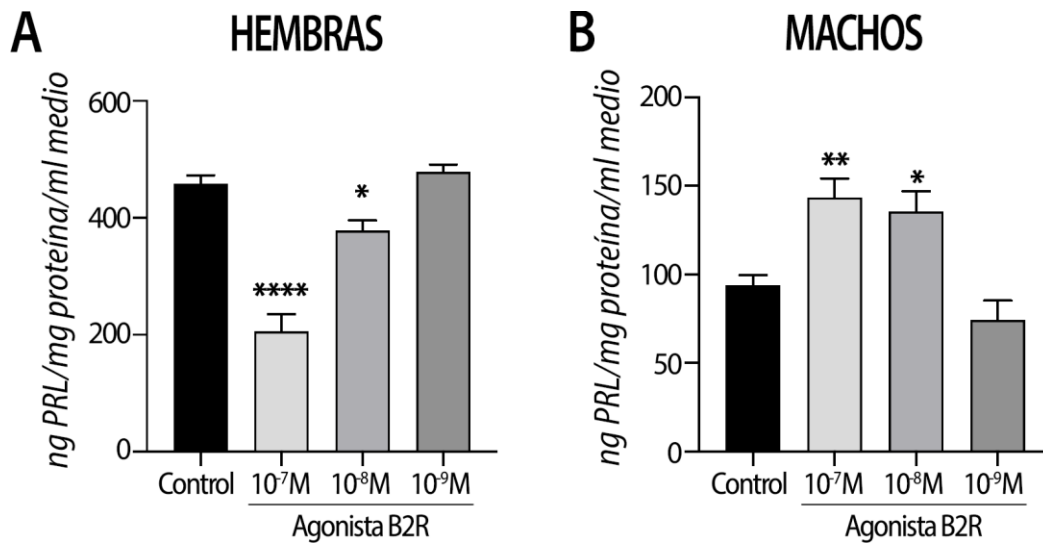 A
HEMBRAS
ng PRL/mg proteína/ml medio
600
400
200
0
*
****
Control
10-7M
10-8M
10-9M
Agonista B2R
B
MACHOS
ng PRL/mg proteína/ml medio
200
150
100
50
0
**
*
Control
10-7M
10-8M
10-9M
Agonista B2R